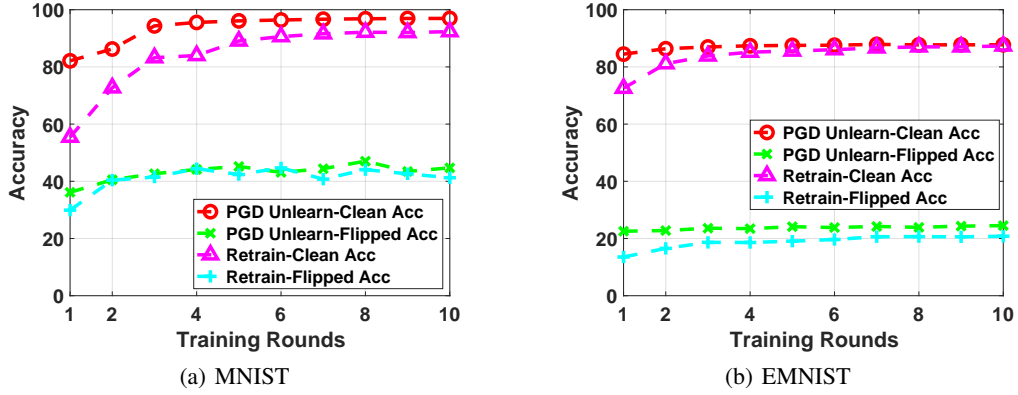 100
80
60
40
20
0
Accuracy
PGD Unlearn-Clean Acc
PGD Unlearn-Flipped Acc
Retrain-Clean Acc
Retrain-Flipped Acc
1 2 4 6 8 10
Training Rounds
(a) MNIST
100
80
60
40
20
0
Accuracy
PGD Unlearn-Clean Acc
PGD Unlearn-Flipped Acc
Retrain-Clean Acc
Retrain-Flipped Acc
1 2 4 6 8 10
Training Rounds
(b) EMNIST